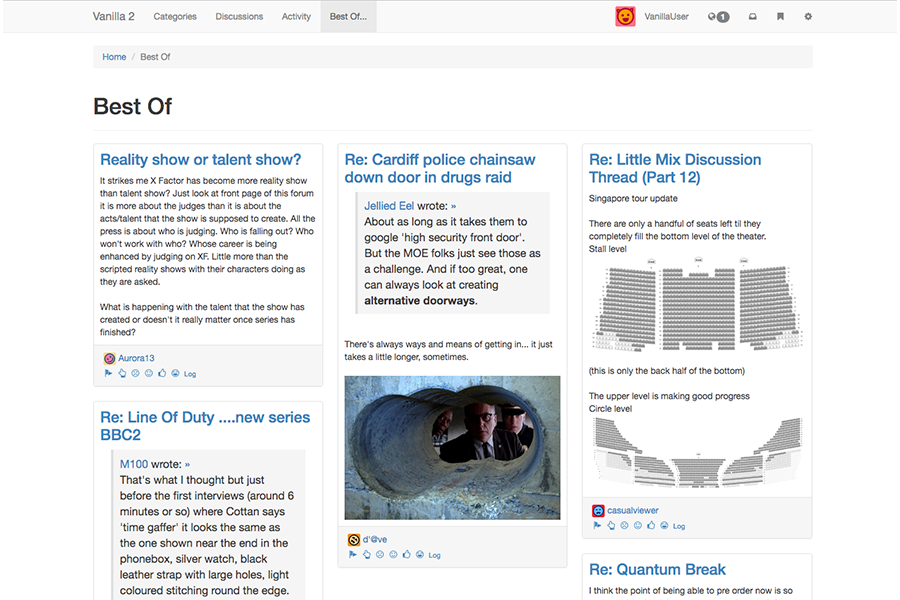 Vanilla 2 Categories Discussions Activity Best Of... VanillaUser 1
Home / Best Of
Best Of
Reality show or talent show?
It strikes me X Factor has become more reality show
than talent show? Just look at front page of this forum
it is more about the judges than it is about the
acts/talent that the show is supposed to create. All the
press is about who is judging. Who is falling out? Who
won't work with who? Whose career is being
enhanced by judging on XF. Little more than the
scripted reality shows with their characters doing as
they are asked.
What is happening with the talent that the show has
created or doesn't it really matter once series has
finished?
Aurora13
Log
Re: Line Of Duty ....new series
BBC2
M100 wrote: »
That's what I thought but just
before the first interviews (around 6
minutes or so) where Cottan says
'time gaffer' it looks the same as
the one shown near the end in the
phonebox, silver watch, black
leather strap with large holes, light
coloured stitching round the edge.
Re: Cardiff police chainsaw
down door in drugs raid
Jellied Eel wrote: »
About as long as it takes them to
google 'high security front door'.
But the MOE folks just see those as
a challenge. And if too great, one
can always look at creating
alternative doorways.
There's always ways and means of getting in... it just
takes a little longer, sometimes.
d'@ve
Log
Re: Little Mix Discussion
Thread (Part 12)
Singapore tour update
There are only a handful of seats left til they
completely fill the bottom level of the theater.
Stall level
(this is only the back half of the bottom)
The upper level is making good progress
Circle level
casualviewer
Log
Re: Quantum Break
I think the point of being able to pre order now is so